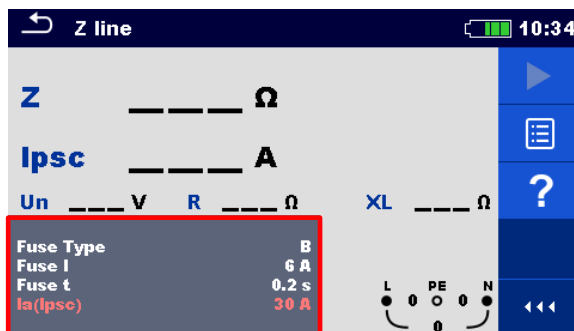 Z line 10:34
Z ___ Ω
Ipsc ___ A
Un ___ V R ___ Ω XL ___ Ω
?
Fuse Type B
Fuse I 6 A
Fuse t 0.2 s
Ia(Ipsc) 30 A
L PE N
0 0
0